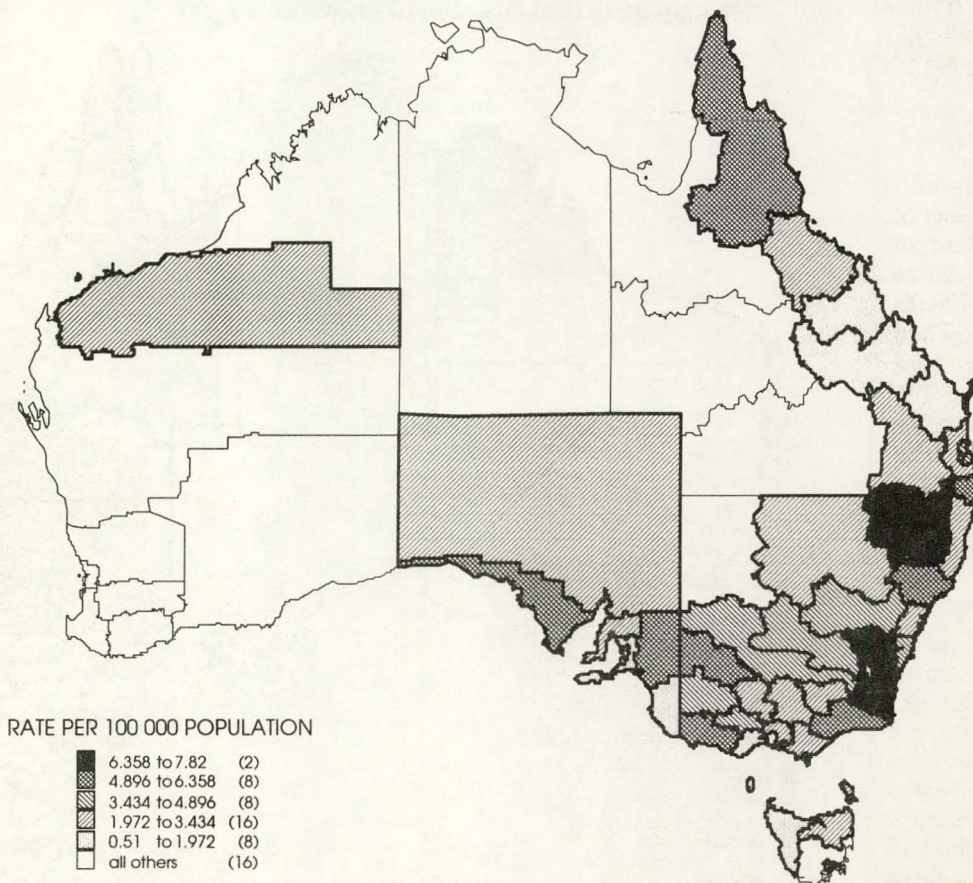 RATE PER 100 000 POPULATION
6.358 to 7.82 (2)
4.896 to 6.358 (8)
3.434 to 4.896 (8)
1.972 to 3.434 (16)
0.51 to 1.972 (8)
all others (16)